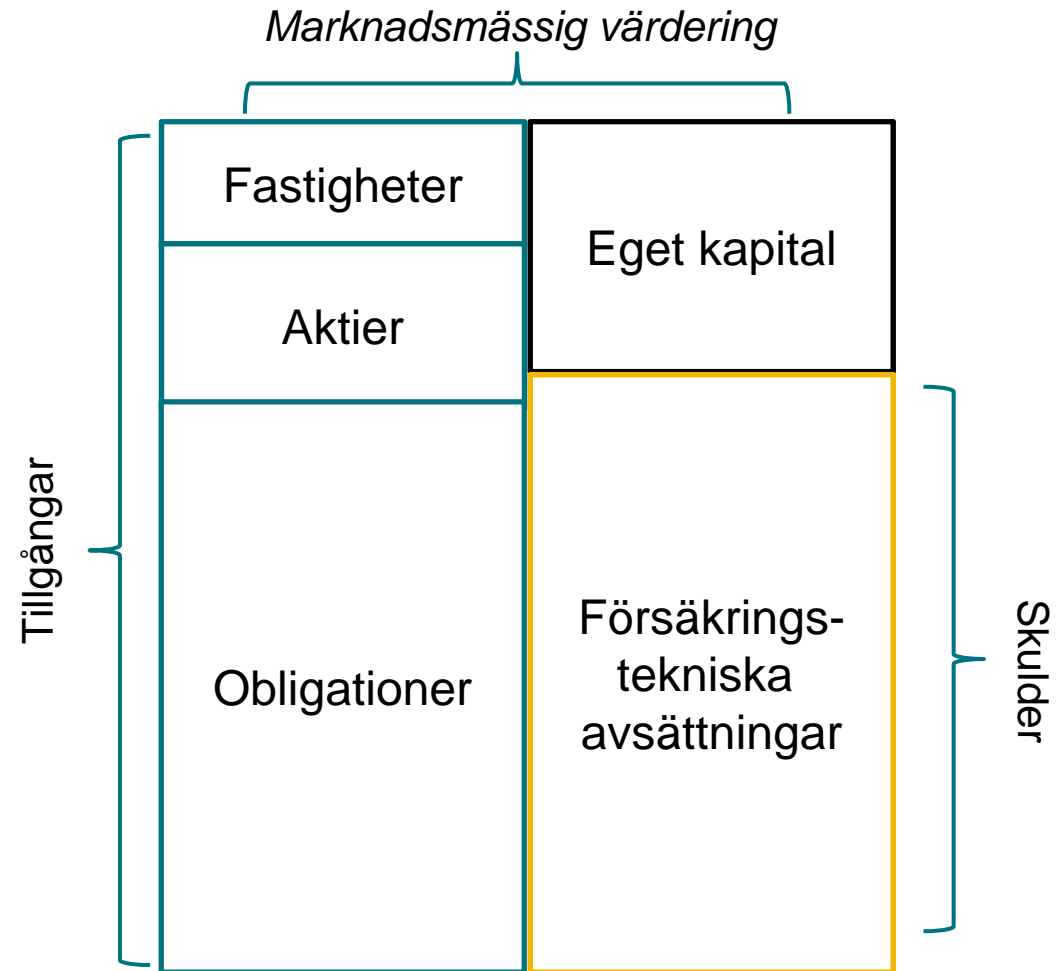 Marknadsmässig värdering
Tillgångar
Fastigheter
Aktier
Obligationer
Eget kapital
Försäkrings-
tekniska
avsättningar
Skulder